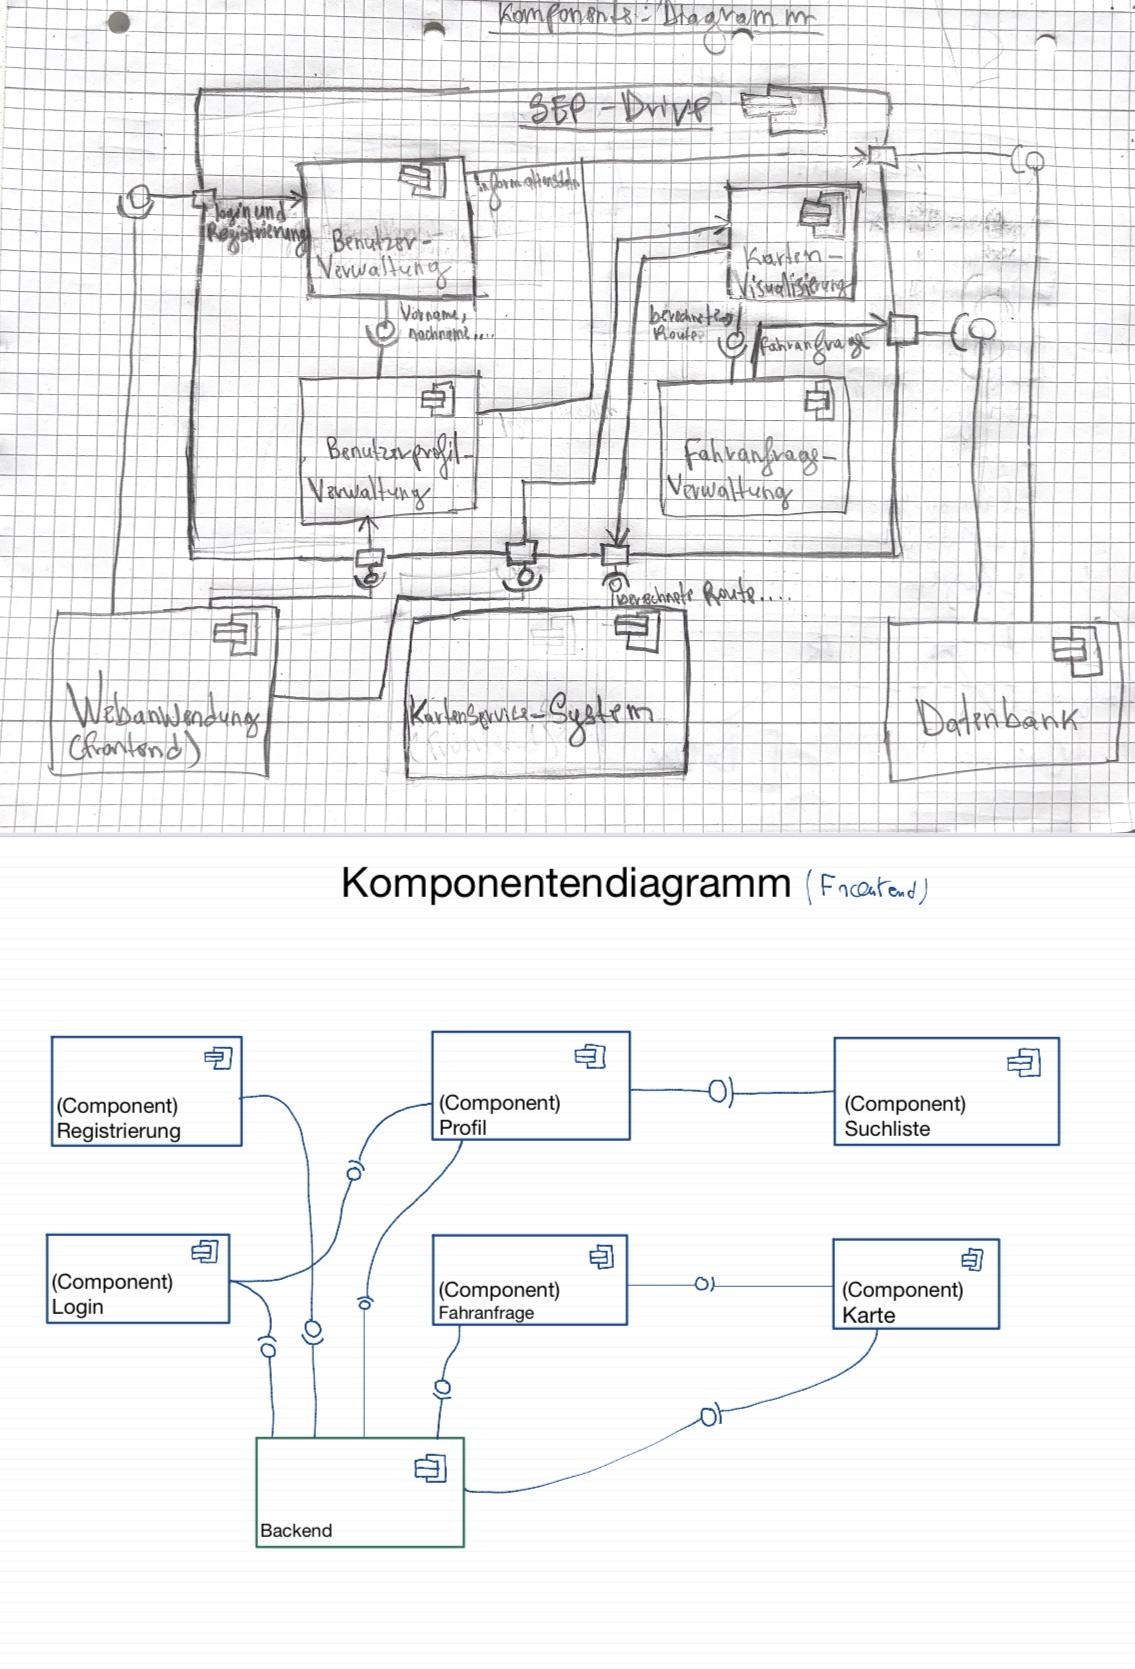 Komponents-Diagramm
SEP-Drive
login und
Registrierung
Benutzer-
Verwaltung
Karten-
Visualisierung
Vorname,
nachname....
berechnete
Route
Fahranfrage
Benutzerprofil-
Verwaltung
Fahranfrage-
Verwaltung
berechnete Route....
Webanwendung
(frontend)
Kartenservice-System
Datenbank
Komponentendiagramm (Frontend)
(Component)
Registrierung
(Component)
Profil
(Component)
Suchliste
(Component)
Login
(Component)
Fahranfrage
(Component)
Karte
Backend